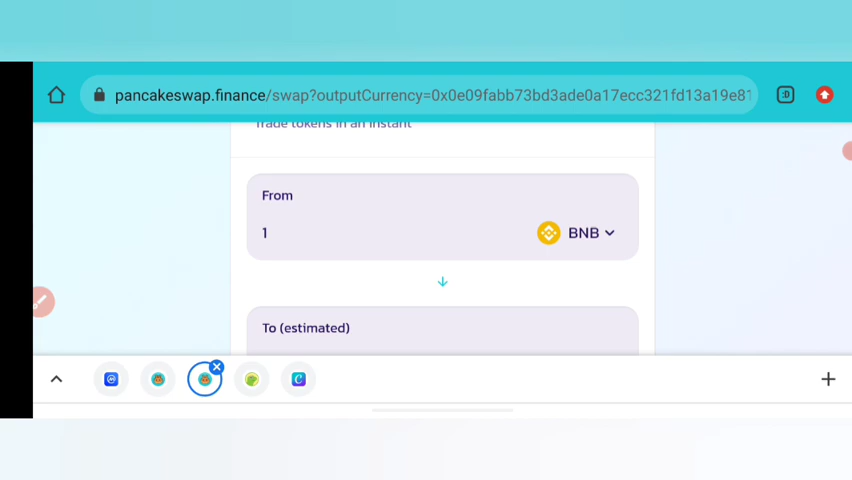 pancakeswap.finance/swap?outputCurrency=0x0e09fabb73bd3ade0a17ecc321fd13a19e81
:D
Trade tokens in an instant
From
1
BNB
To (estimated)